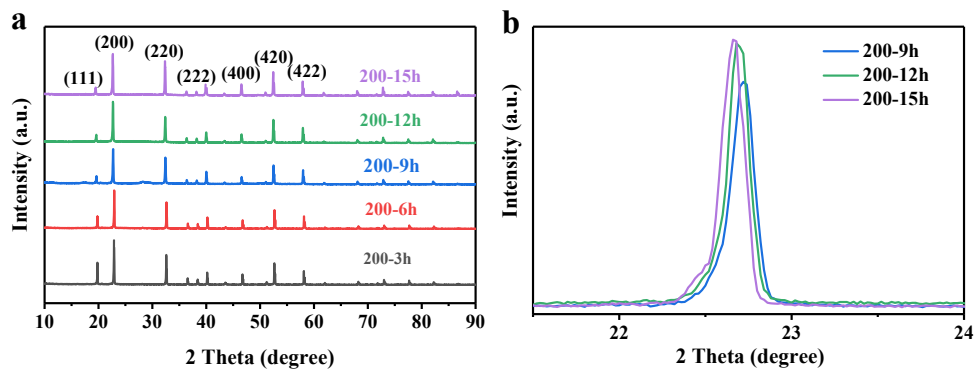 a
(200)
(220)
(420)
(111)
(222)
(400)
(422)
200-15h
200-12h
200-9h
200-6h
200-3h
Intensity (a.u.)
10 20 30 40 50 60 70 80 90
2 Theta (degree)
b
200-9h
200-12h
200-15h
Intensity (a.u.)
22 23 24
2 Theta (degree)